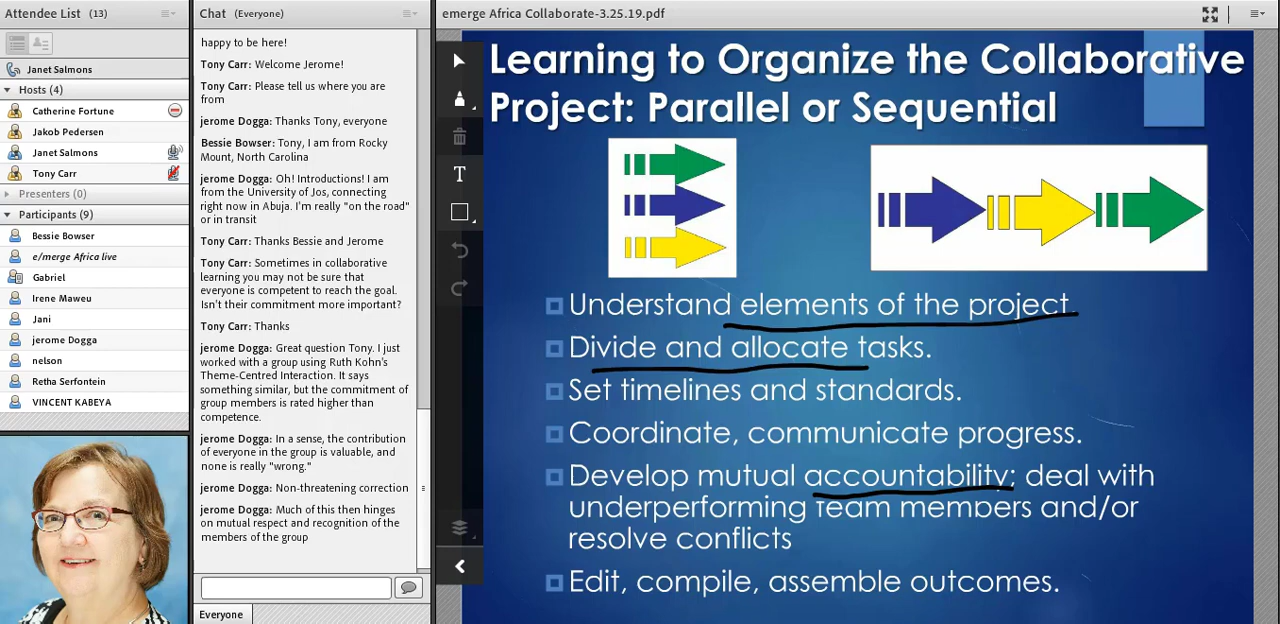 Attendee List (13)
Janet Salmons
Hosts (4)
Catherine Fortune
Jakob Pedersen
Janet Salmons
Tony Carr
Presenters (0)
Participants (9)
Bessie Bowser
e/merge Africa live
Gabriel
Irene Maweu
Jani
jerome Dogga
nelson
Retha Serfontein
VINCENT KABEYA
Chat (Everyone)
happy to be here!
Tony Carr: Welcome Jerome!
Tony Carr: Please tell us where you are
from
jerome Dogga: Thanks Tony, everyone
Bessie Bowser: Tony, I am from Rocky
Mount, North Carolina
jerome Dogga: Oh! Introductions! I am
from the University of Jos, connecting
right now in Abuja. I'm really "on the road"
or in transit
Tony Carr: Thanks Bessie and Jerome
Tony Carr: Sometimes in collaborative
learning you may not be sure that
everyone is competent to reach the goal.
Isn't their commitment more important?
Tony Carr: Thanks
jerome Dogga: Great question Tony. I just
worked with a group using Ruth Kohn's
Theme-Centred Interaction. It says
something similar, but the commitment of
group members is rated higher than
competence.
jerome Dogga: In a sense, the contribution
of everyone in the group is valuable, and
none is really "wrong."
jerome Dogga: Non-threatening correction
jerome Dogga: Much of this then hinges
on mutual respect and recognition of the
members of the group
Everyone
emerge Africa Collaborate-3.25.19.pdf
T
Learning to Organize the Collaborative
Project: Parallel or Sequential
Understand elements of the project.
Divide and allocate tasks.
Set timelines and standards.
Coordinate, communicate progress.
Develop mutual accountability; deal with
underperforming team members and/or
resolve conflicts
Edit, compile, assemble outcomes.